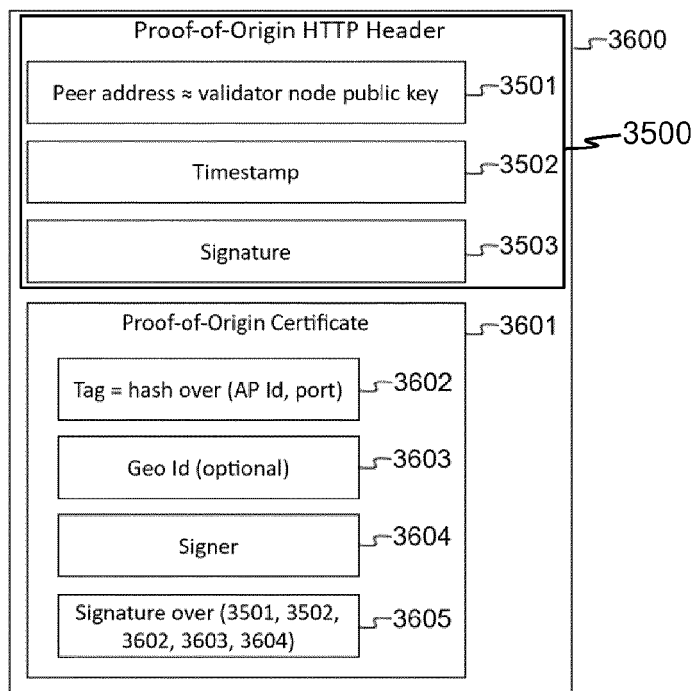 Proof-of-Origin HTTP Header
3600
Peer address ≈ validator node public key
3501
3500
Timestamp
3502
Signature
3503
Proof-of-Origin Certificate
3601
Tag = hash over (AP Id, port)
3602
Geo Id (optional)
3603
Signer
3604
Signature over (3501, 3502,
3602, 3603, 3604)
3605